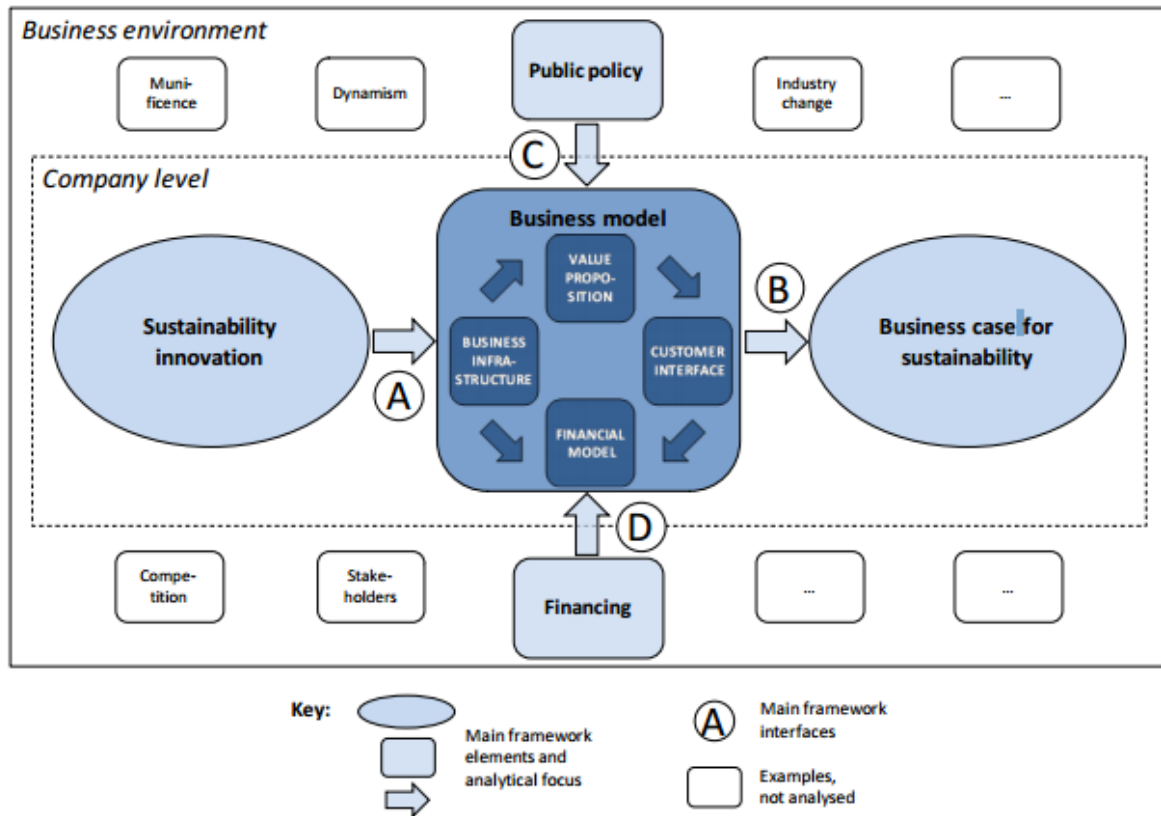 Business environment
Muni-
ficence
Dynamism
Public policy
Industry
change
...
C
Company level
Business model
VALUE
PROPO-
SITION
B
Sustainability
innovation
BUSINESS
INFRA-
STRUCTURE
CUSTOMER
INTERFACE
Business case for
sustainability
A
FINANCIAL
MODEL
D
Compe-
tition
Stake-
holders
Financing
...
...
Key:
Main framework
elements and
analytical focus
A
Main framework
interfaces
Examples,
not analysed